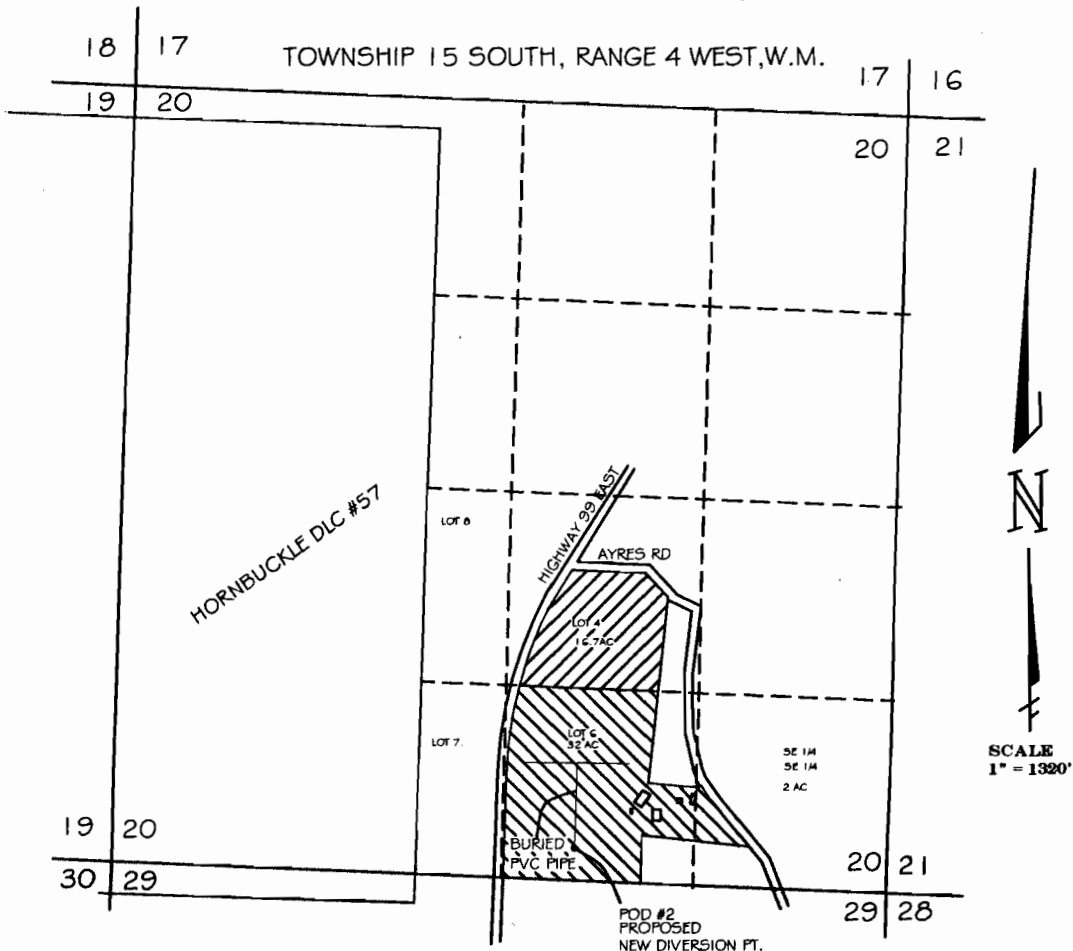 18 17
TOWNSHIP 15 SOUTH, RANGE 4 WEST, W.M.
17 16
19 20
20 21
N
HIGHWAY 99 EAST
HORNBUCKLE DLC #57
LOT 8
AYRES RD
LOT 4
16.7AC
LOT 7.
LOT 6
32 AC
SE 1/4
SE 1/4
2 AC
SCALE
1" = 1320'
19 20
BURIED
PVC PIPE
20 21
30 29
29 28
POD #2
PROPOSED
NEW DIVERSION PT.